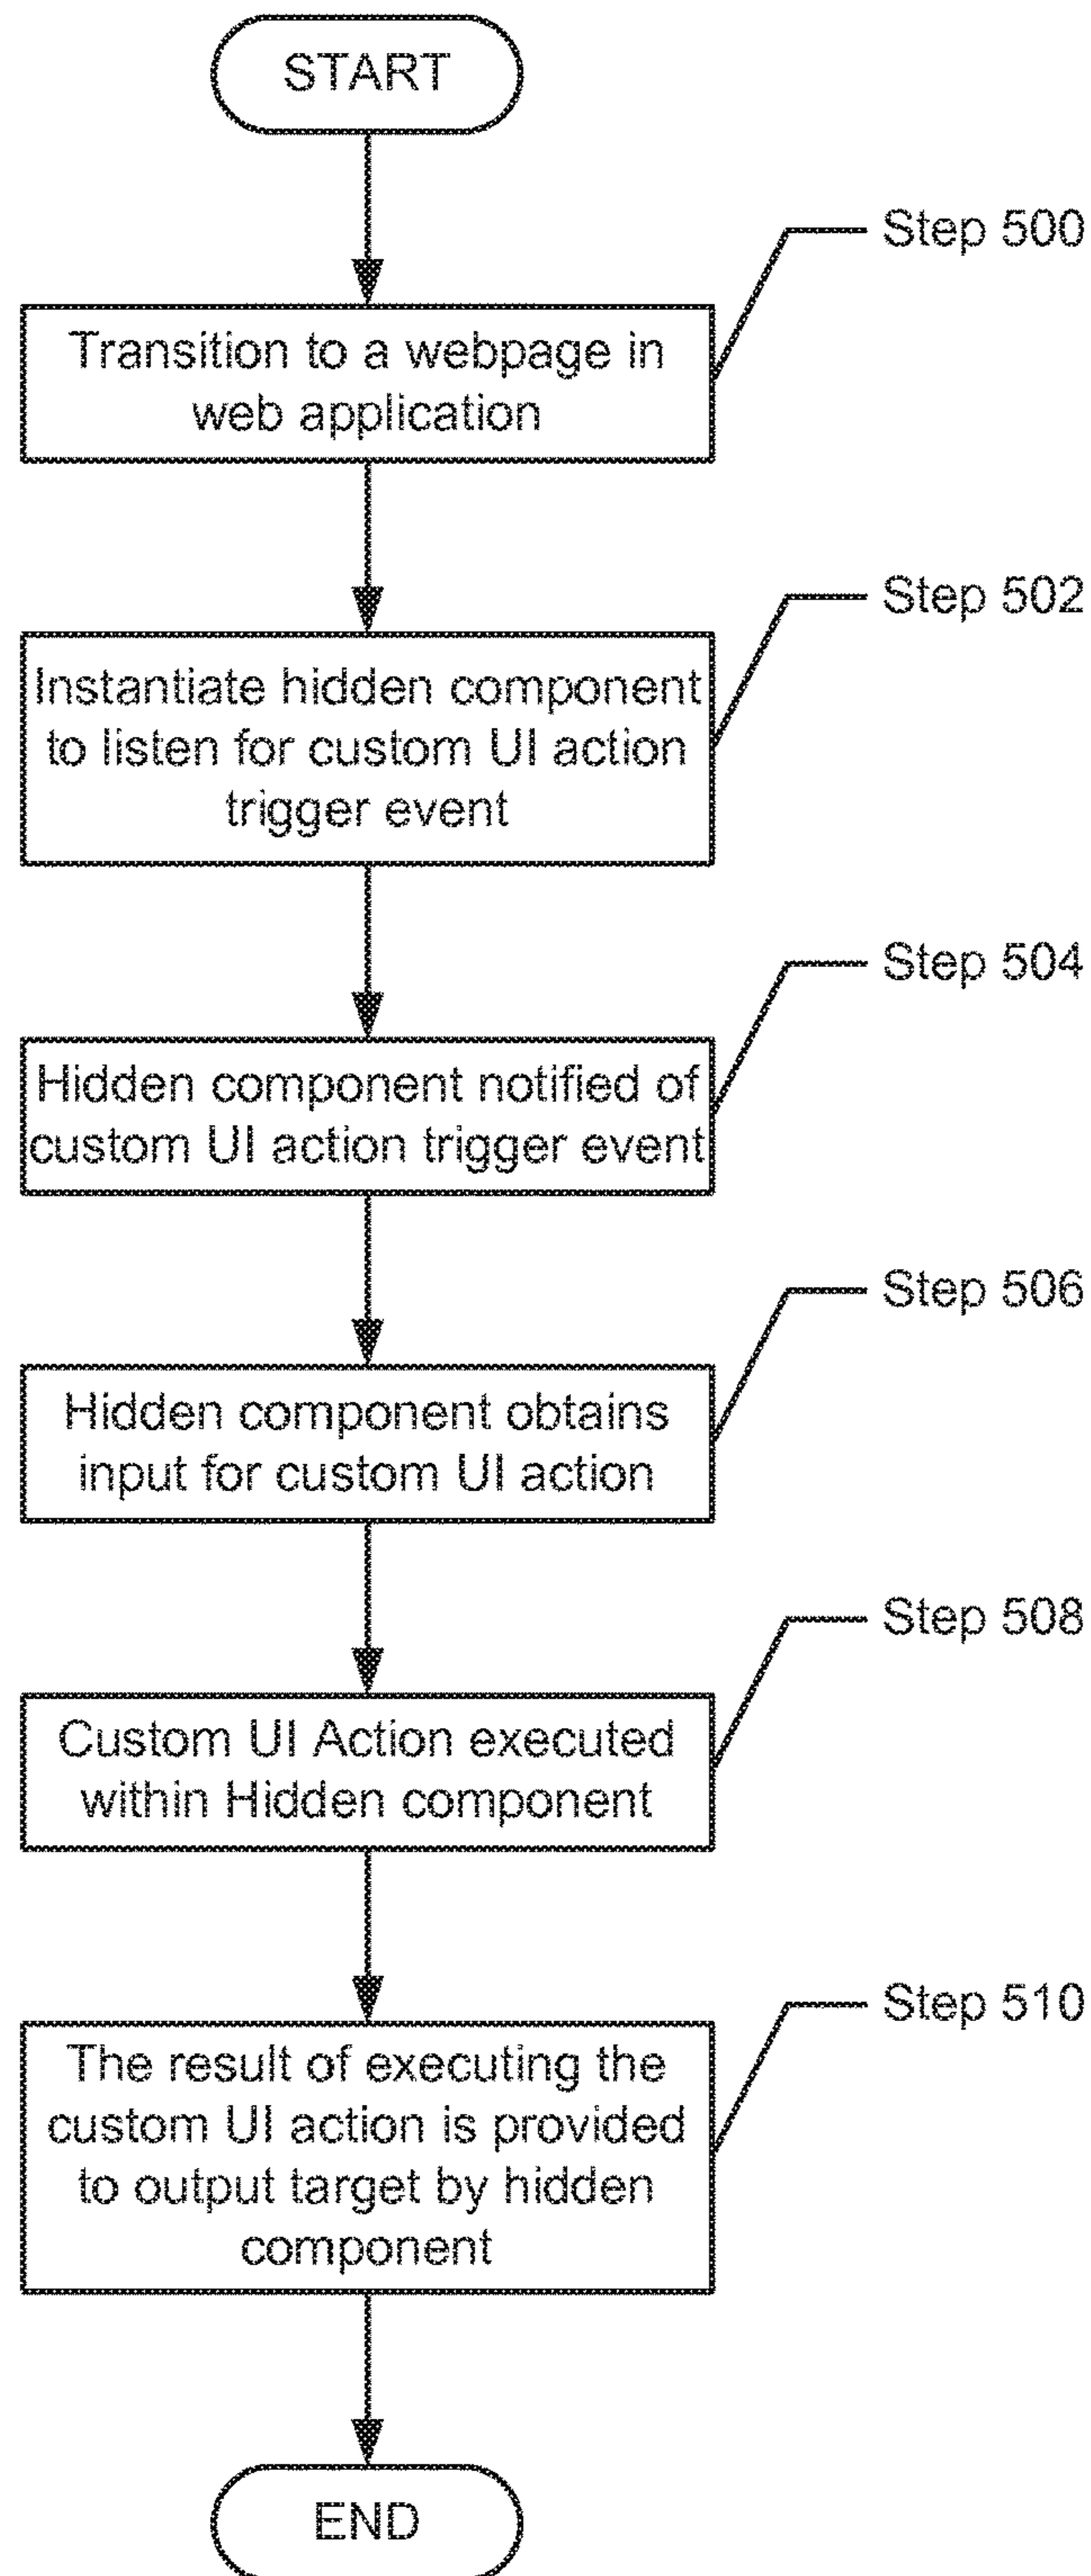 START
Step 500
Transition to a webpage in
web application
Step 502
Instantiate hidden component
to listen for custom UI action
trigger event
Step 504
Hidden component notified of
custom UI action trigger event
Step 506
Hidden component obtains
input for custom UI action
Step 508
Custom UI Action executed
within Hidden component
Step 510
The result of executing the
custom UI action is provided
to output target by hidden
component
END